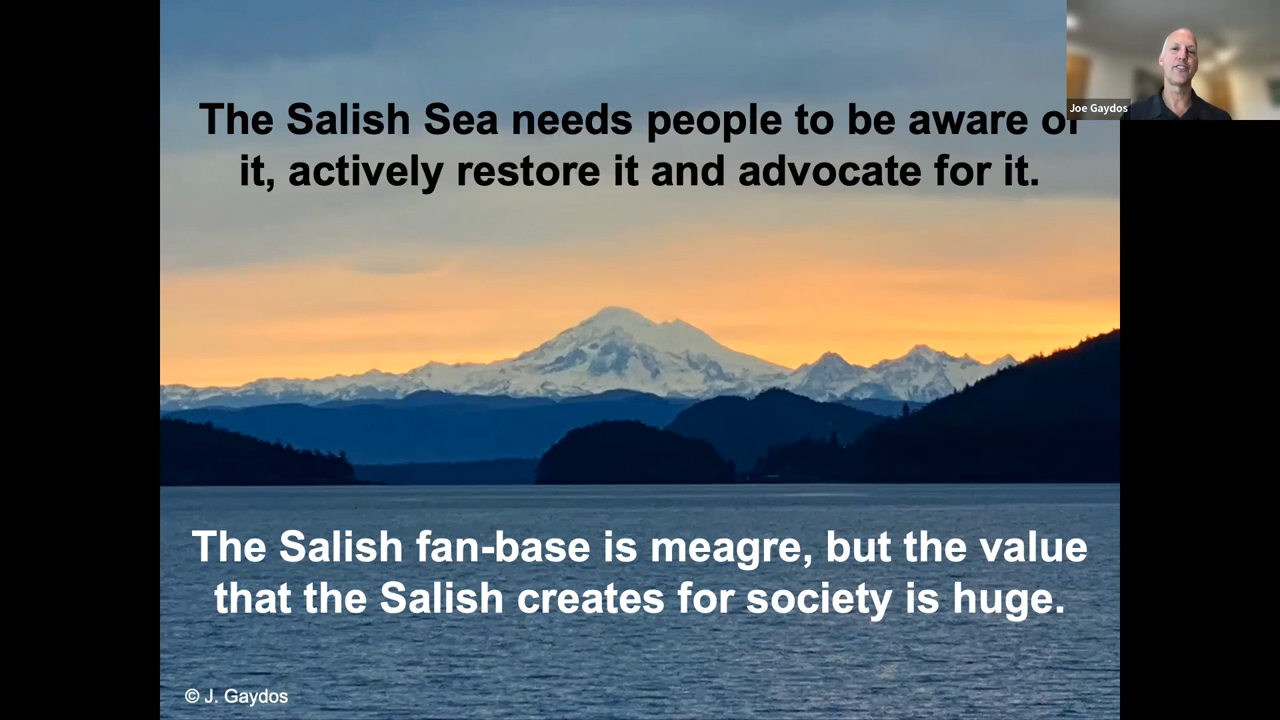 The Salish Sea needs people to be aware of
it, actively restore it and advocate for it.
Joe Gaydos
The Salish fan-base is meagre, but the value
that the Salish creates for society is huge.
© J. Gaydos